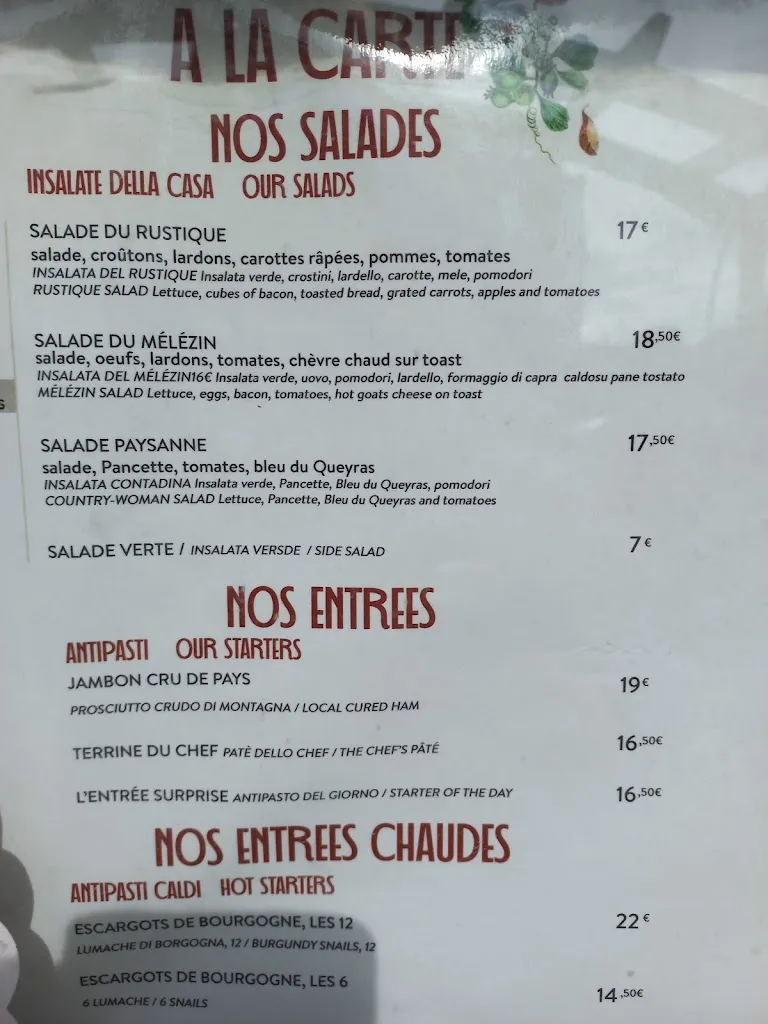 A LA CARTE
NOS SALADES
INSALATE DELLA CASA OUR SALADS
SALADE DU RUSTIQUE 17€
salade, croûtons, lardons, carottes râpées, pommes, tomates
INSALATA DEL RUSTIQUE Insalata verde, crostini, lardello, carotte, mele, pomodori
RUSTIQUE SALAD Lettuce, cubes of bacon, toasted bread, grated carrots, apples and tomatoes
SALADE DU MÉLÉZIN 18,50€
salade, oeufs, lardons, tomates, chèvre chaud sur toast
INSALATA DEL MÉLÉZIN16€ Insalata verde, uovo, pomodori, lardello, formaggio di capra caldosu pane tostato
MÉLÉZIN SALAD Lettuce, eggs, bacon, tomatoes, hot goats cheese on toast
S
SALADE PAYSANNE 17,50€
salade, Pancette, tomates, bleu du Queyras
INSALATA CONTADINA Insalata verde, Pancette, Bleu du Queyras, pomodori
COUNTRY-WOMAN SALAD Lettuce, Pancette, Bleu du Queyras and tomatoes
SALADE VERTE / INSALATA VERSDE / SIDE SALAD 7€
NOS ENTREES
ANTIPASTI OUR STARTERS
JAMBON CRU DE PAYS 19€
PROSCIUTTO CRUDO DI MONTAGNA / LOCAL CURED HAM
TERRINE DU CHEF PATÈ DELLO CHEF / THE CHEF'S PÂTÉ 16,50€
L'ENTRÉE SURPRISE ANTIPASTO DEL GIORNO / STARTER OF THE DAY 16,50€
NOS ENTREES CHAUDES
ANTIPASTI CALDI HOT STARTERS
ESCARGOTS DE BOURGOGNE, LES 12 22€
LUMACHE DI BORGOGNA, 12 / BURGUNDY SNAILS, 12
ESCARGOTS DE BOURGOGNE, LES 6 14,50€
6 LUMACHE / 6 SNAILS